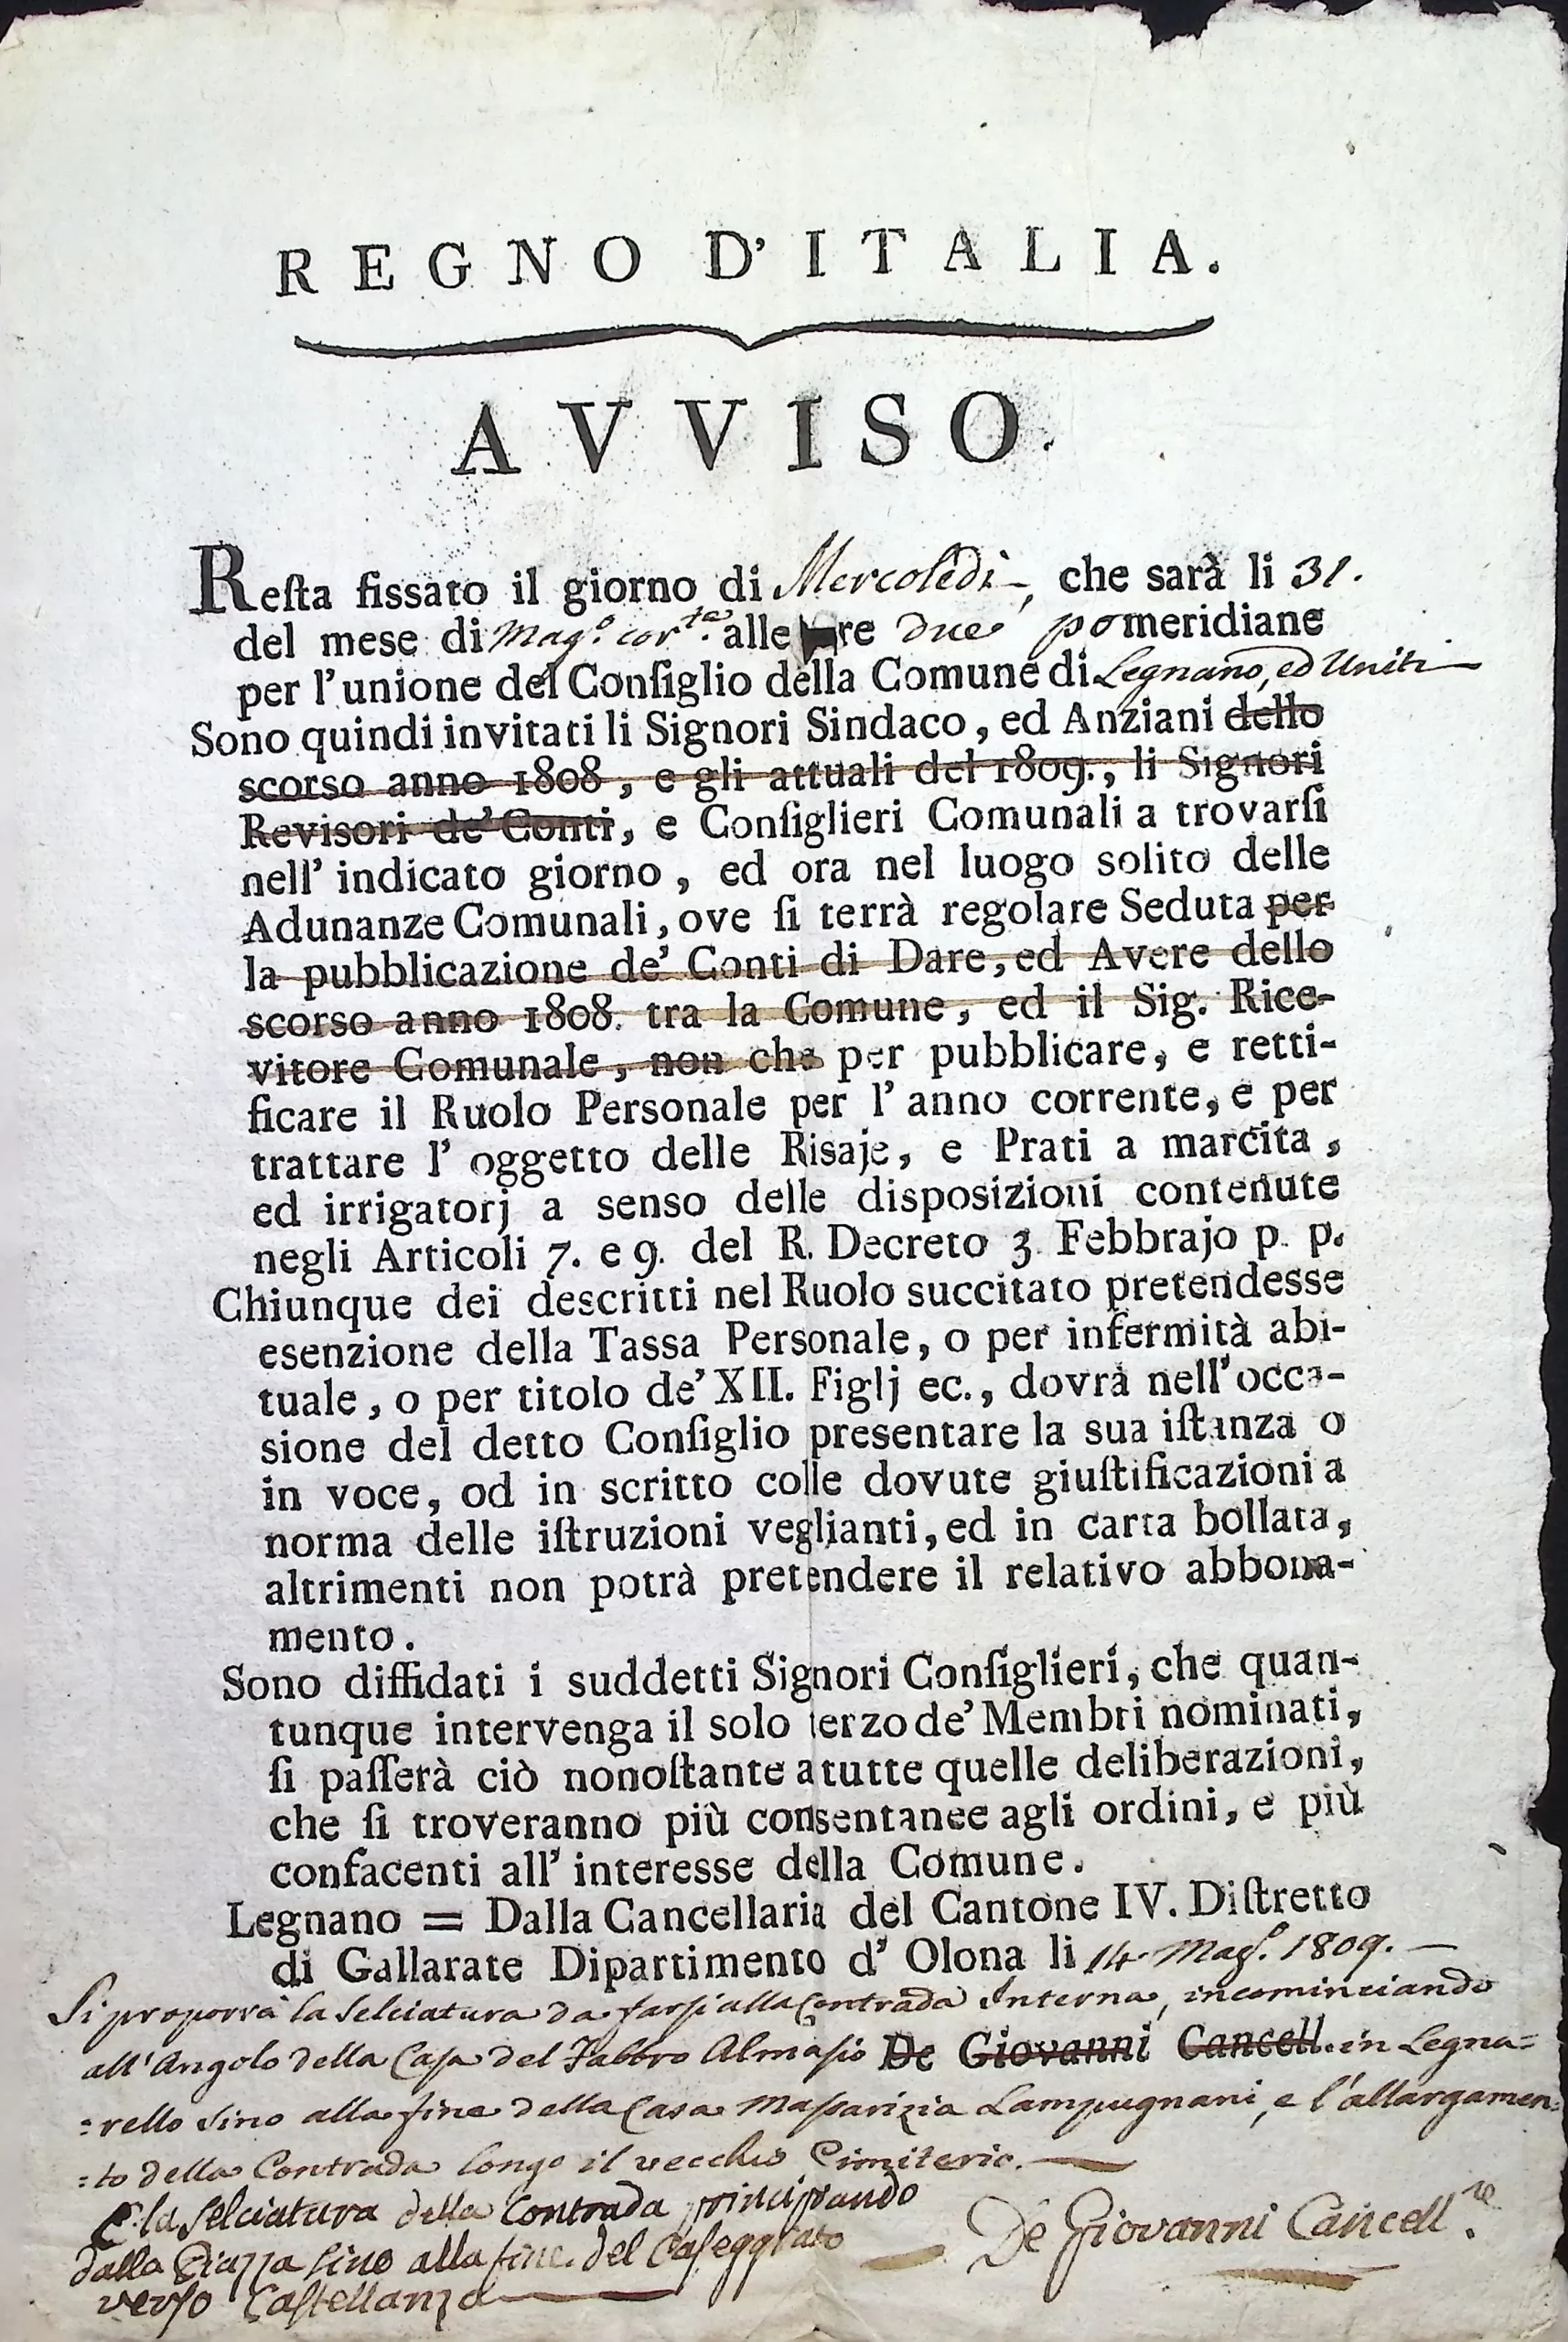 REGNO D'ITALIA.
AVVISO.
Reſta fissato il giorno di Mercoledì, che sarà li 31.
del mese di Mag.º cor.te alle ore due pomeridiane
per l'unione del Conſiglio della Comune di Legnano, ed Uniti
Sono quindi invitati li Signori Sindaco, ed Anziani dello
scorso anno 1808, e gli attuali del 1809., li Signori
Revisori de' Conti, e Conſiglieri Comunali a trovarſi
nell' indicato giorno, ed ora nel luogo solito delle
Adunanze Comunali, ove ſi terrà regolare Seduta per
la pubblicazione de' Conti di Dare, ed Avere dello
scorso anno 1808. tra la Comune, ed il Sig. Rice-
vitore Comunale, non che per pubblicare, e retti-
ficare il Ruolo Personale per l' anno corrente, e per
trattare l' oggetto delle Risaje, e Prati a marcita,
ed irrigatorj a senso delle disposizioni contenute
negli Articoli 7. e 9. del R. Decreto 3. Febbrajo p. p.
Chiunque dei descritti nel Ruolo succitato pretendesse
esenzione della Tassa Personale, o per infermità abi-
tuale, o per titolo de' XII. Figlj ec., dovrà nell' occa-
sione del detto Conſiglio presentare la sua iſtanza o
in voce, od in scritto colle dovute giuſtificazioni a
norma delle iſtruzioni veglianti, ed in carta bollata,
altrimenti non potrà pretendere il relativo abbona-
mento.
Sono diffidati i suddetti Signori Conſiglieri, che quan-
tunque intervenga il solo terzo de' Membri nominati,
ſi paſſerà ciò nonoſtante a tutte quelle deliberazioni,
che ſi troveranno più consentanee agli ordini, e più
confacenti all' interesse della Comune.
Legnano = Dalla Cancellaria del Cantone IV. Diſtretto
di Gallarate Dipartimento d' Olona li 14. Mag.º 1809.
Si proporrà la Selciatura da farſi alla Contrada Interna, incominciando
all' Angolo della Caſa del Fabbro Almaſio De Giovanni Cancell. in Legna=
=rello Sino alla fine della Casa Maſsarizia Lampugnani, e l'allargamen=
=to della Contrada longo il vecchio Cimiterio.
E la Selciatura della Contrada principiando
dalla Piazza ſino alla fine del Caſeggiato
verſo Caſtellanza
De Giovanni Cancell.re